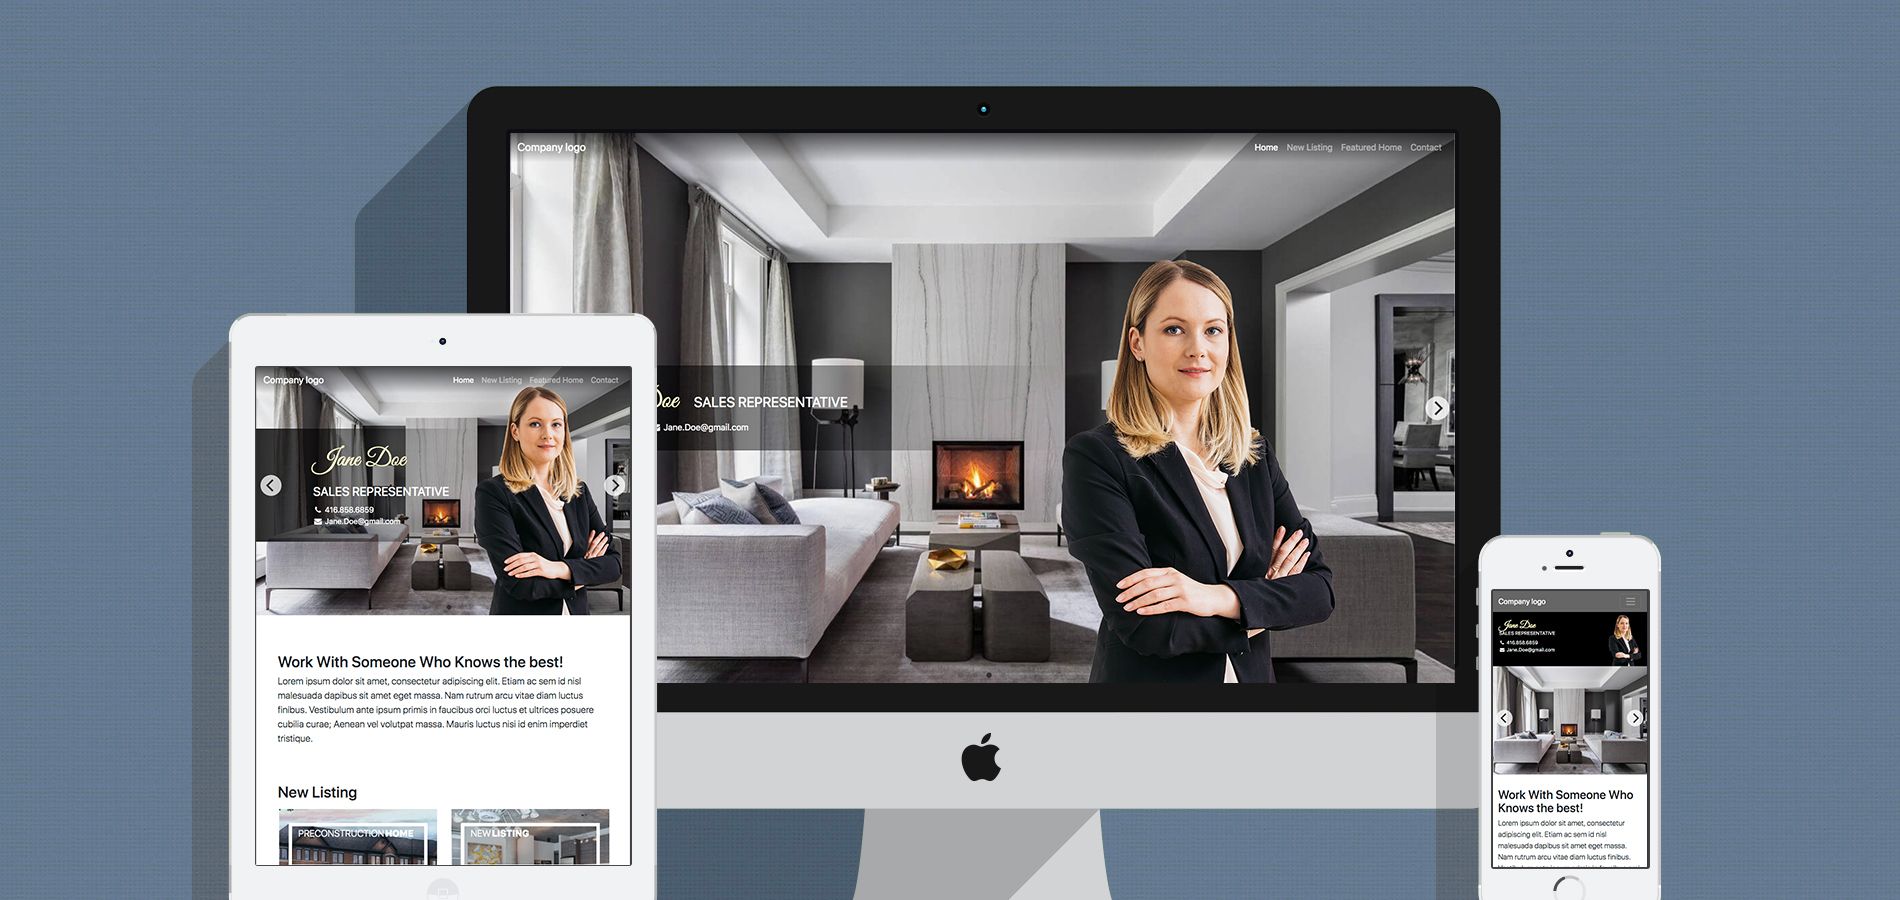 Company logo
Home New Listing Featured Home Contact
Doe SALES REPRESENTATIVE
Jane.Doe@gmail.com
Company logo
Home New Listing Featured Home Contact
Jane Doe
SALES REPRESENTATIVE
416.858.6859
Jane.Doe@gmail.com
Work With Someone Who Knows the best!
Lorem ipsum dolor sit amet, consectetur adipiscing elit. Etiam ac sem id nisl
malesuada dapibus sit amet eget massa. Nam rutrum arcu vitae diam luctus
finibus. Vestibulum ante ipsum primis in faucibus orci luctus et ultrices posuere
cubilia curae; Aenean vel volutpat massa. Mauris luctus nisi id enim imperdiet
tristique.
New Listing
PRECONSTRUCTION HOME
NEW LISTING
Company logo
Jane Doe
SALES REPRESENTATIVE
416.858.6859
Jane.Doe@gmail.com
Work With Someone Who
Knows the best!
Lorem ipsum dolor sit amet, consectetur
adipiscing elit. Etiam ac sem id nisl
malesuada dapibus sit amet eget massa.
Nam rutrum arcu vitae diam luctus finibus.